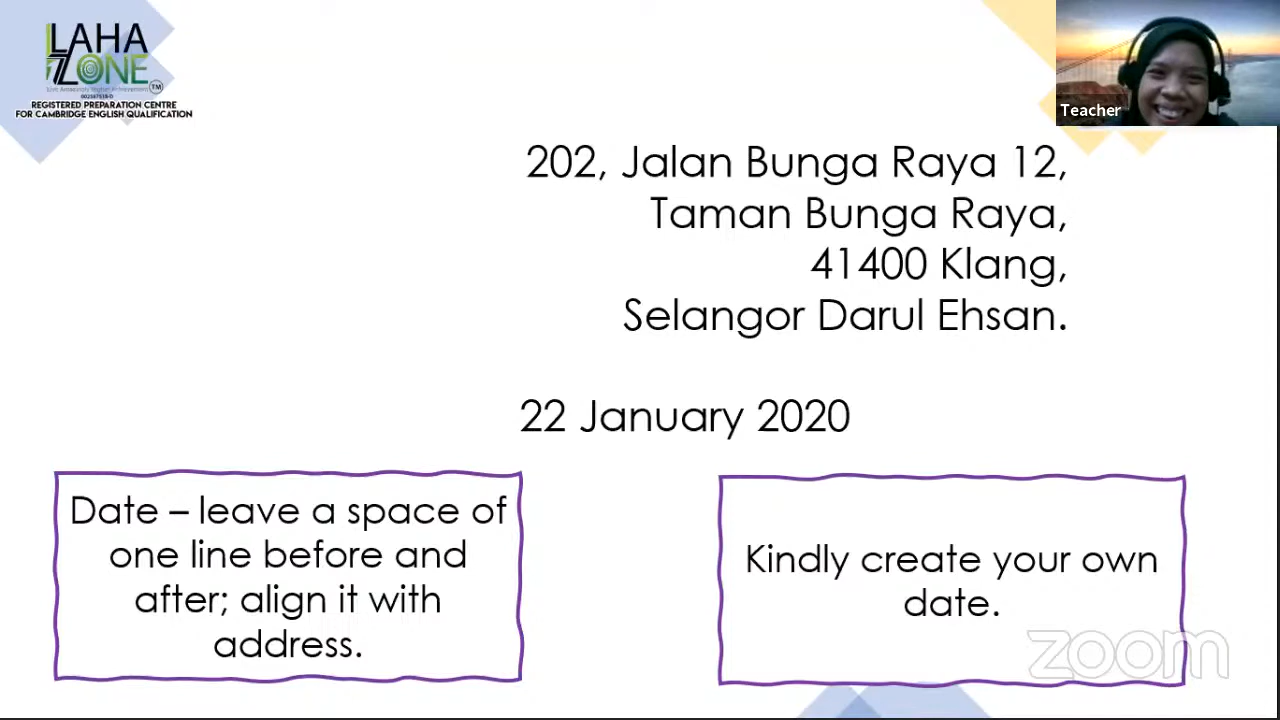 LAHA
ZONE
TM
REGISTERED PREPARATION CENTRE
FOR CAMBRIDGE ENGLISH QUALIFICATION
Teacher
202, Jalan Bunga Raya 12,
Taman Bunga Raya,
41400 Klang,
Selangor Darul Ehsan.
22 January 2020
Date – leave a space of
one line before and
after; align it with
address.
Kindly create your own
date.
zoom